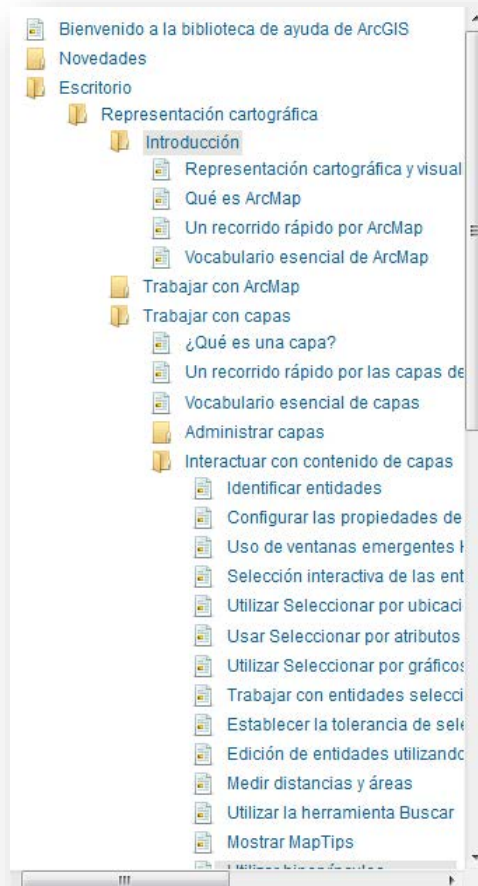 Bienvenido a la biblioteca de ayuda de ArcGIS
Novedades
Escritorio
Representación cartográfica
Introducción
Representación cartográfica y visual
Qué es ArcMap
Un recorrido rápido por ArcMap
Vocabulario esencial de ArcMap
Trabajar con ArcMap
Trabajar con capas
¿Qué es una capa?
Un recorrido rápido por las capas de
Vocabulario esencial de capas
Administrar capas
Interactuar con contenido de capas
Identificar entidades
Configurar las propiedades de
Uso de ventanas emergentes
Selección interactiva de las ent
Utilizar Seleccionar por ubicaci
Usar Seleccionar por atributos
Utilizar Seleccionar por gráficos
Trabajar con entidades selecci
Establecer la tolerancia de sele
Edición de entidades utilizando
Medir distancias y áreas
Utilizar la herramienta Buscar
Mostrar MapTips
Utilizar hipervínculos